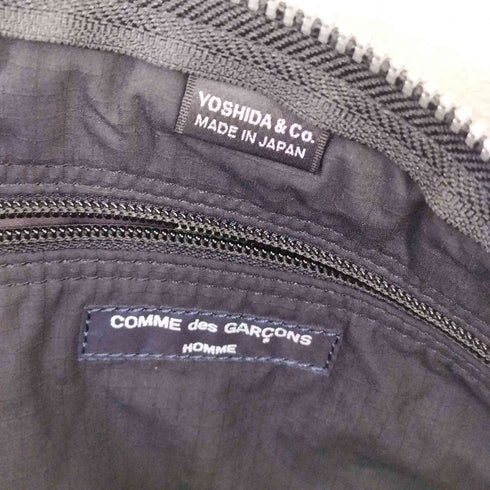 YOSHIDA & Co.
MADE IN JAPAN
COMME des GARÇONS
HOMME